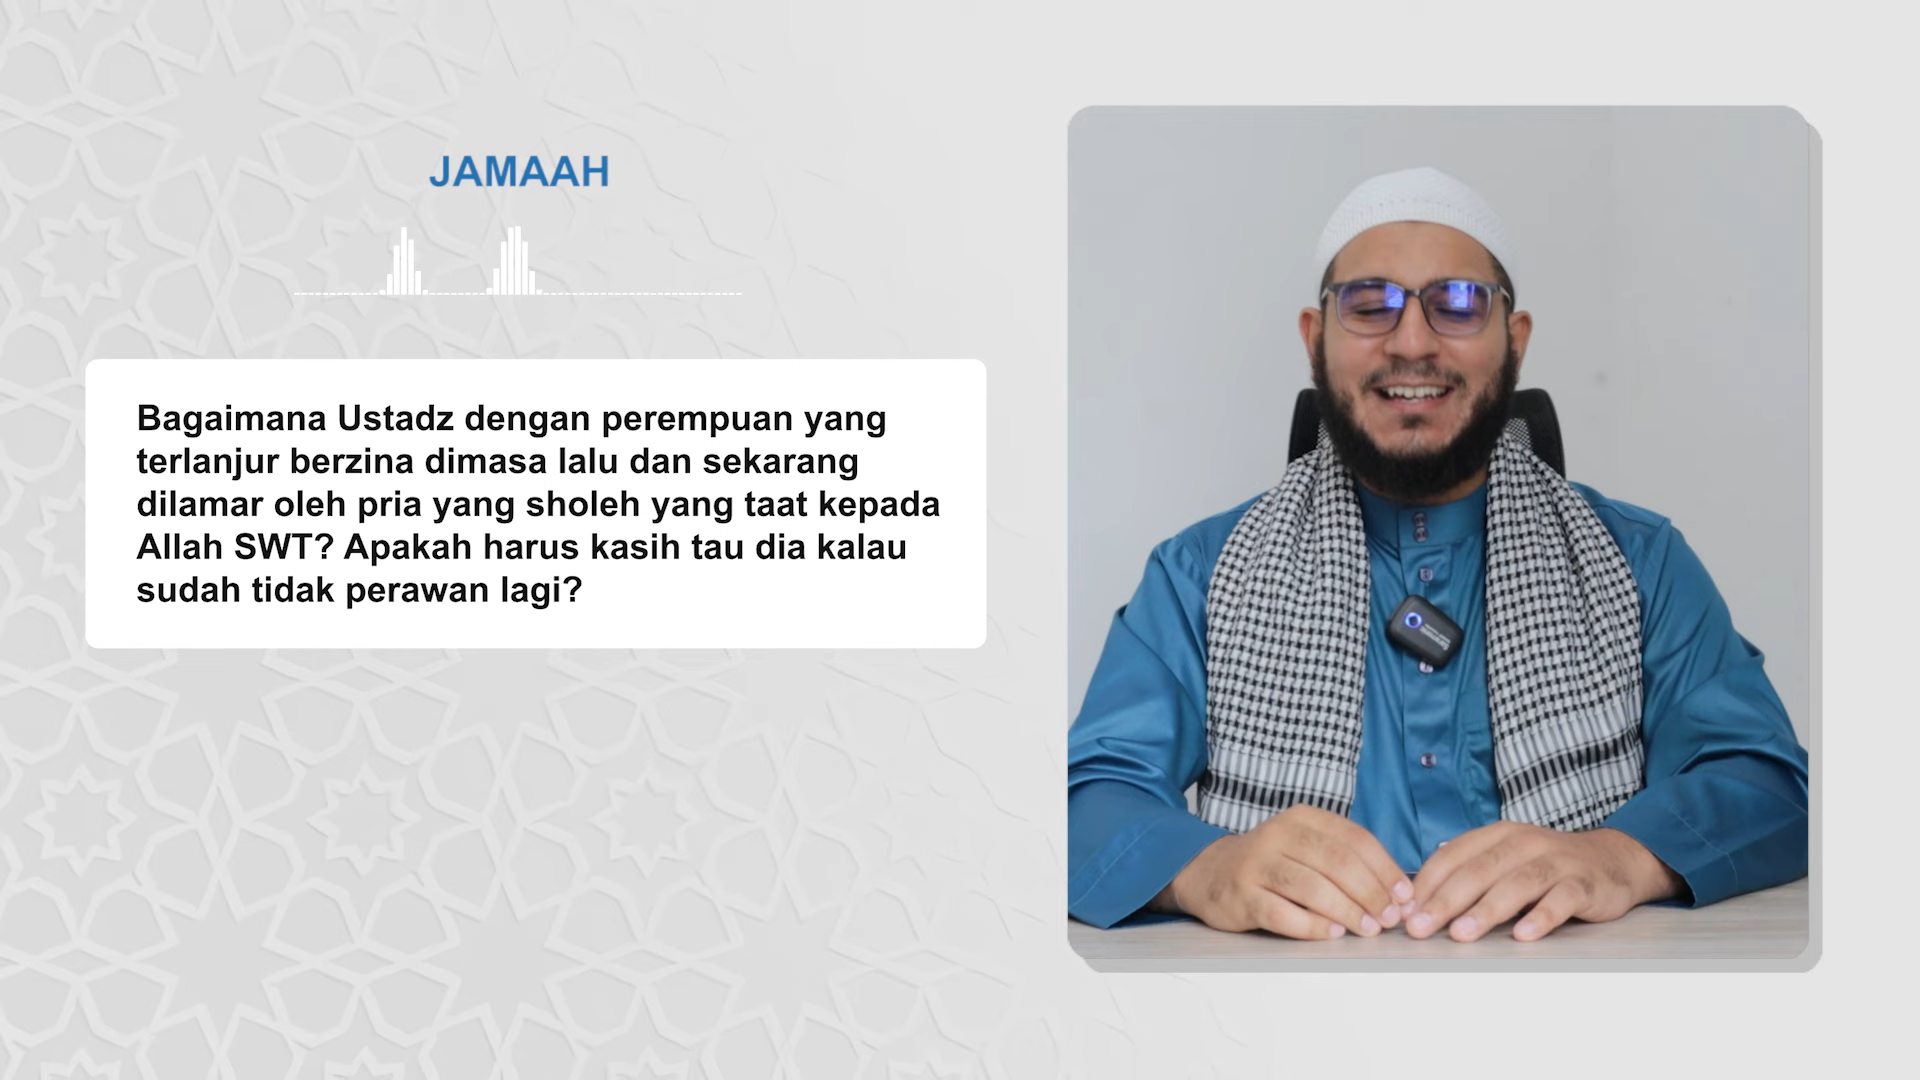 JAMAAH
Bagaimana Ustadz dengan perempuan yang
terlanjur berzina dimasa lalu dan sekarang
dilamar oleh pria yang sholeh yang taat kepada
Allah SWT? Apakah harus kasih tau dia kalau
sudah tidak perawan lagi?